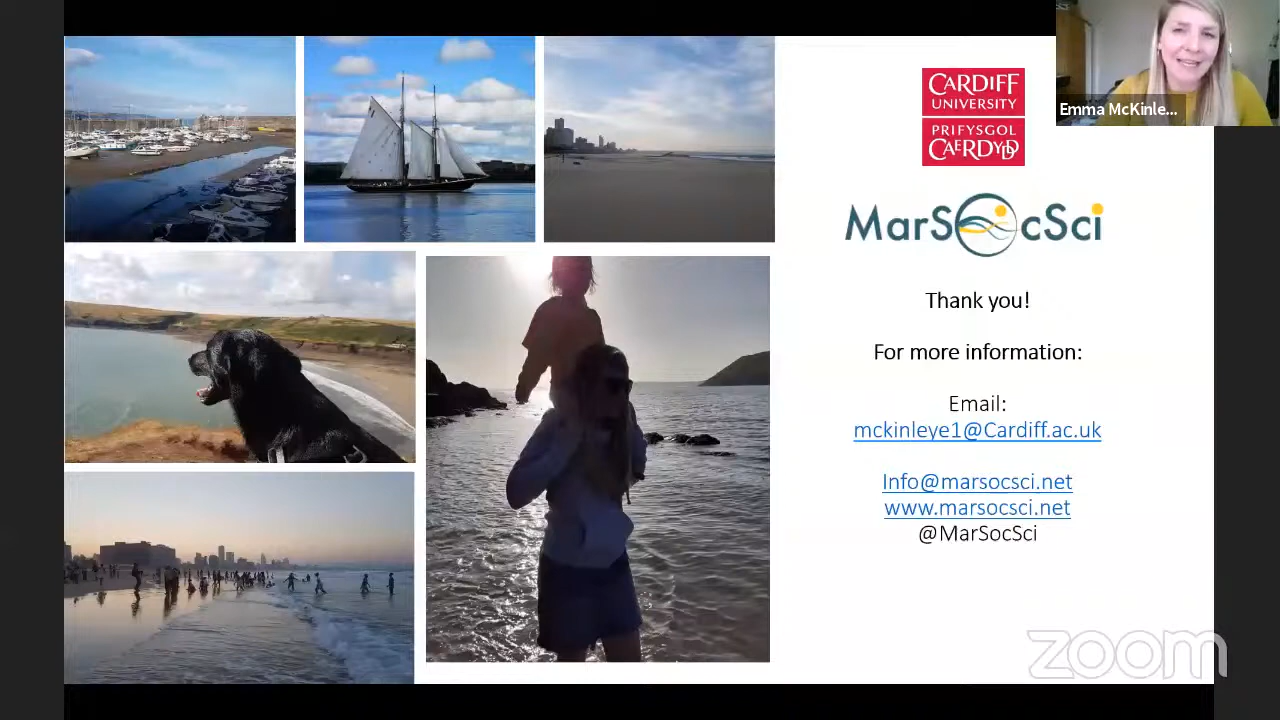 CARDIFF
UNIVERSITY
PRIFYSGOL
CAERDYDD
Emma McKinle...
MarSocSci
Thank you!
For more information:
Email:
mckinleye1@Cardiff.ac.uk
Info@marsocsci.net
www.marsocsci.net
@MarSocSci
zoom